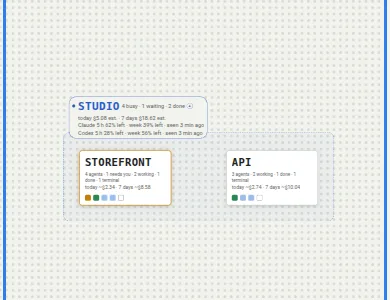 STUDIO 4 busy · 1 waiting · 2 done
today $5.08 est. · 7 days $18.62 est.
Claude 5h 62% left · week 39% left · seen 3 min ago
Codex 5h 28% left · week 56% left · seen 3 min ago
STOREFRONT
4 agents · 1 needs you · 2 working · 1
done · 1 terminal
today ~$2.34 · 7 days ~$8.58
API
3 agents · 2 working · 1 done · 1
terminal
today ~$2.74 · 7 days ~$10.04